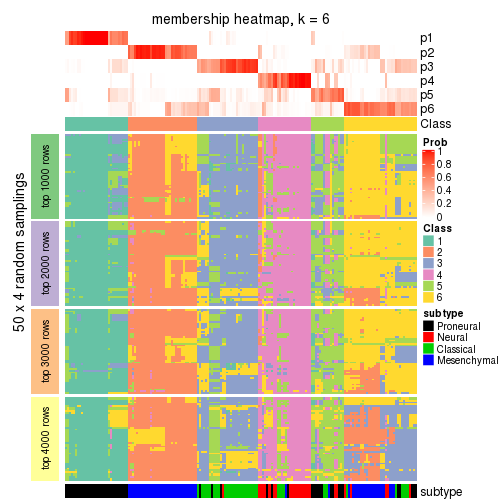 membership heatmap, k = 6
p1
p2
p3
p4
p5
p6
Class
Prob
1
0.8
0.6
0.4
0.2
0
Class
1
2
3
4
5
6
subtype
Proneural
Neural
Classical
Mesenchymal
50 x 4 random samplings
top 1000 rows
top 2000 rows
top 3000 rows
top 4000 rows
subtype